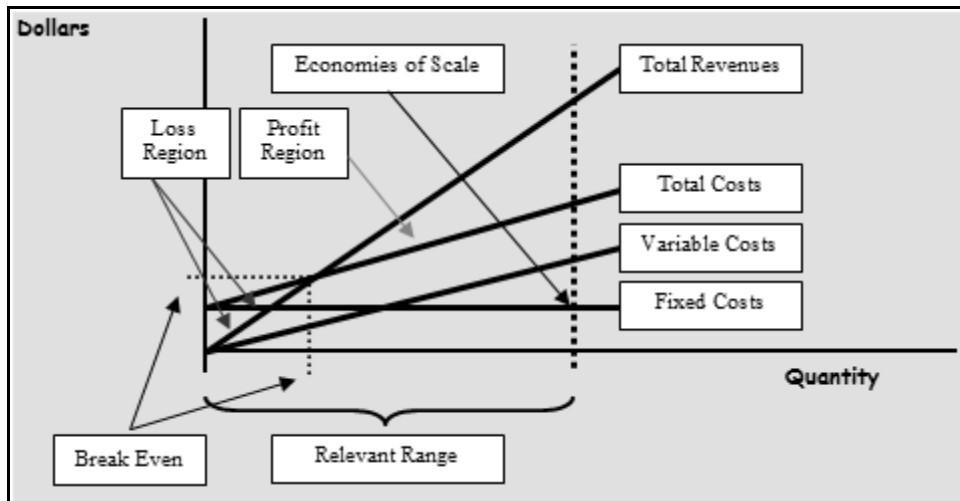 Dollars
Economies of Scale
Total Revenues
Loss
Region
Profit
Region
Total Costs
Variable Costs
Fixed Costs
Quantity
Break Even
Relevant Range